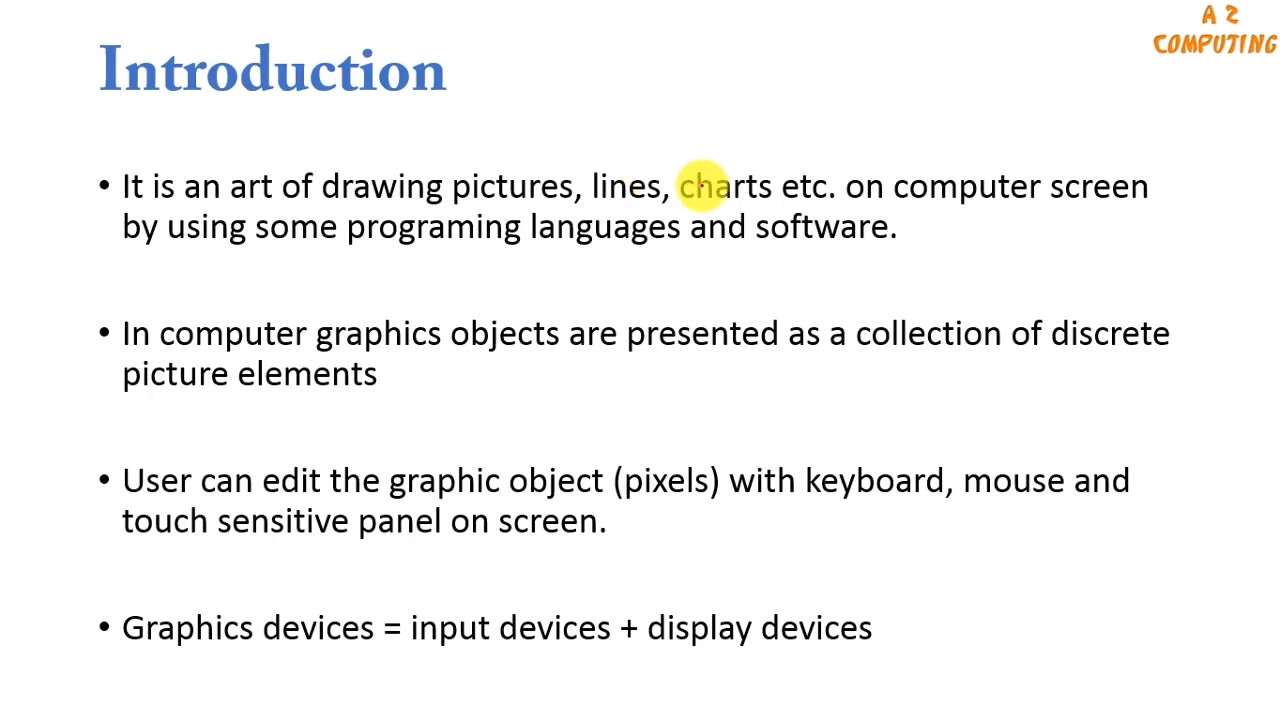 A Z
COMPUTING
Introduction
• It is an art of drawing pictures, lines, charts etc. on computer screen
by using some programing languages and software.
• In computer graphics objects are presented as a collection of discrete
picture elements
• User can edit the graphic object (pixels) with keyboard, mouse and
touch sensitive panel on screen.
• Graphics devices = input devices + display devices